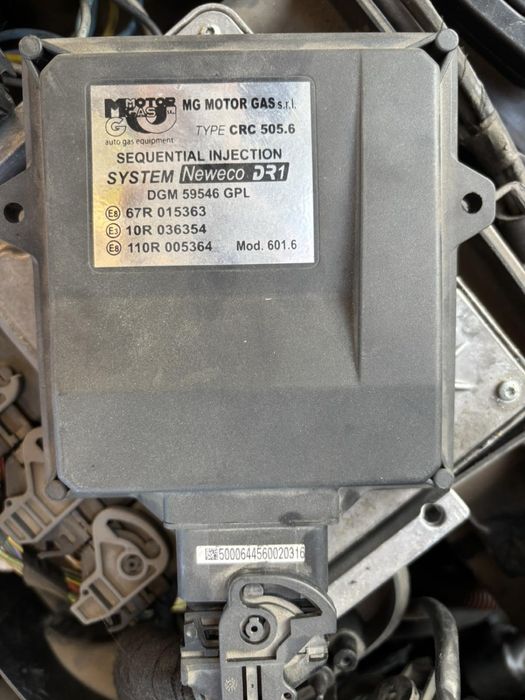 M MOTOR
GAS
G
auto gas equipment
MG MOTOR GAS s.r.l.
TYPE CRC 505.6
SEQUENTIAL INJECTION
SYSTEM Neweco DR1
DGM 59546 GPL
E8 67R 015363
E3 10R 036354
E8 110R 005364 Mod. 601.6
5000644560020316